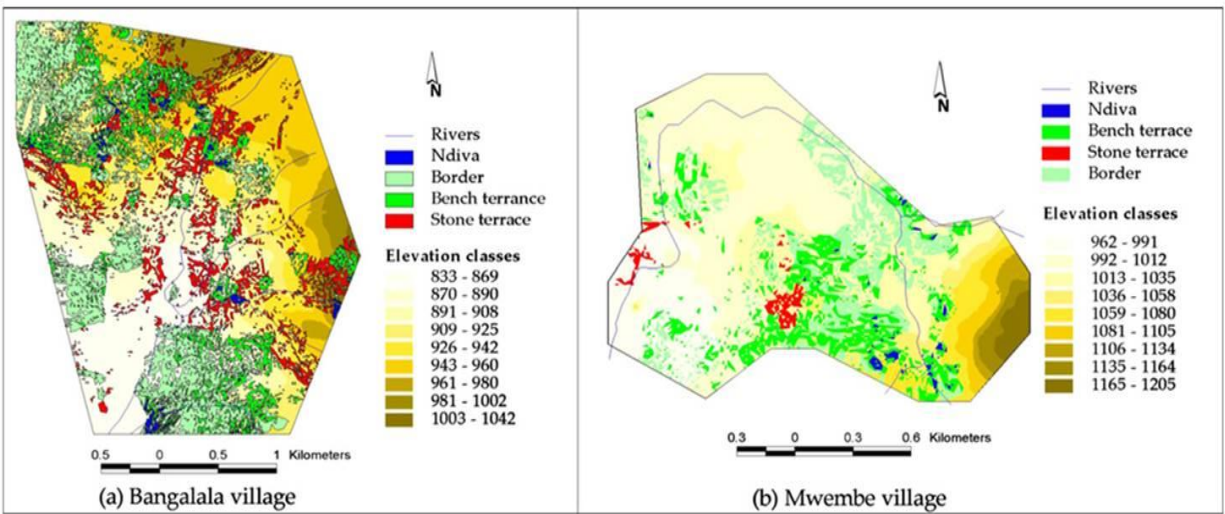 N
Rivers
Ndiva
Border
Bench terrance
Stone terrace
Elevation classes
833 - 869
870 - 890
891 - 908
909 - 925
926 - 942
943 - 960
961 - 980
981 - 1002
1003 - 1042
0.5 0 0.5 1 Kilometers
(a) Bangalala village
N
Rivers
Ndiva
Bench terrace
Stone terrace
Border
Elevation classes
962 - 991
992 - 1012
1013 - 1035
1036 - 1058
1059 - 1080
1081 - 1105
1106 - 1134
1135 - 1164
1165 - 1205
0.3 0 0.3 0.6 Kilometers
(b) Mwembe village